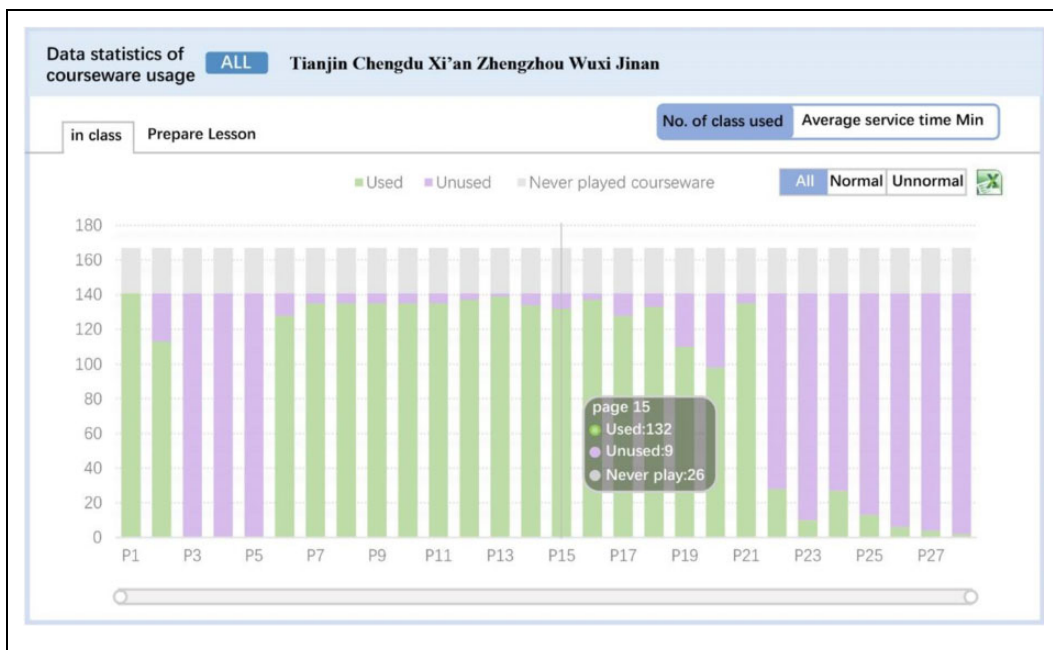 Data statistics of
courseware usage
ALL
Tianjin Chengdu Xi’an Zhengzhou Wuxi Jinan
in class
Prepare Lesson
No. of class used
Average service time Min
Used
Unused
Never played courseware
All
Normal
Unnormal
180
160
140
120
100
80
60
40
20
0
page 15
Used:132
Unused:9
Never play:26
P1 P3 P5 P7 P9 P11 P13 P15 P17 P19 P21 P23 P25 P27